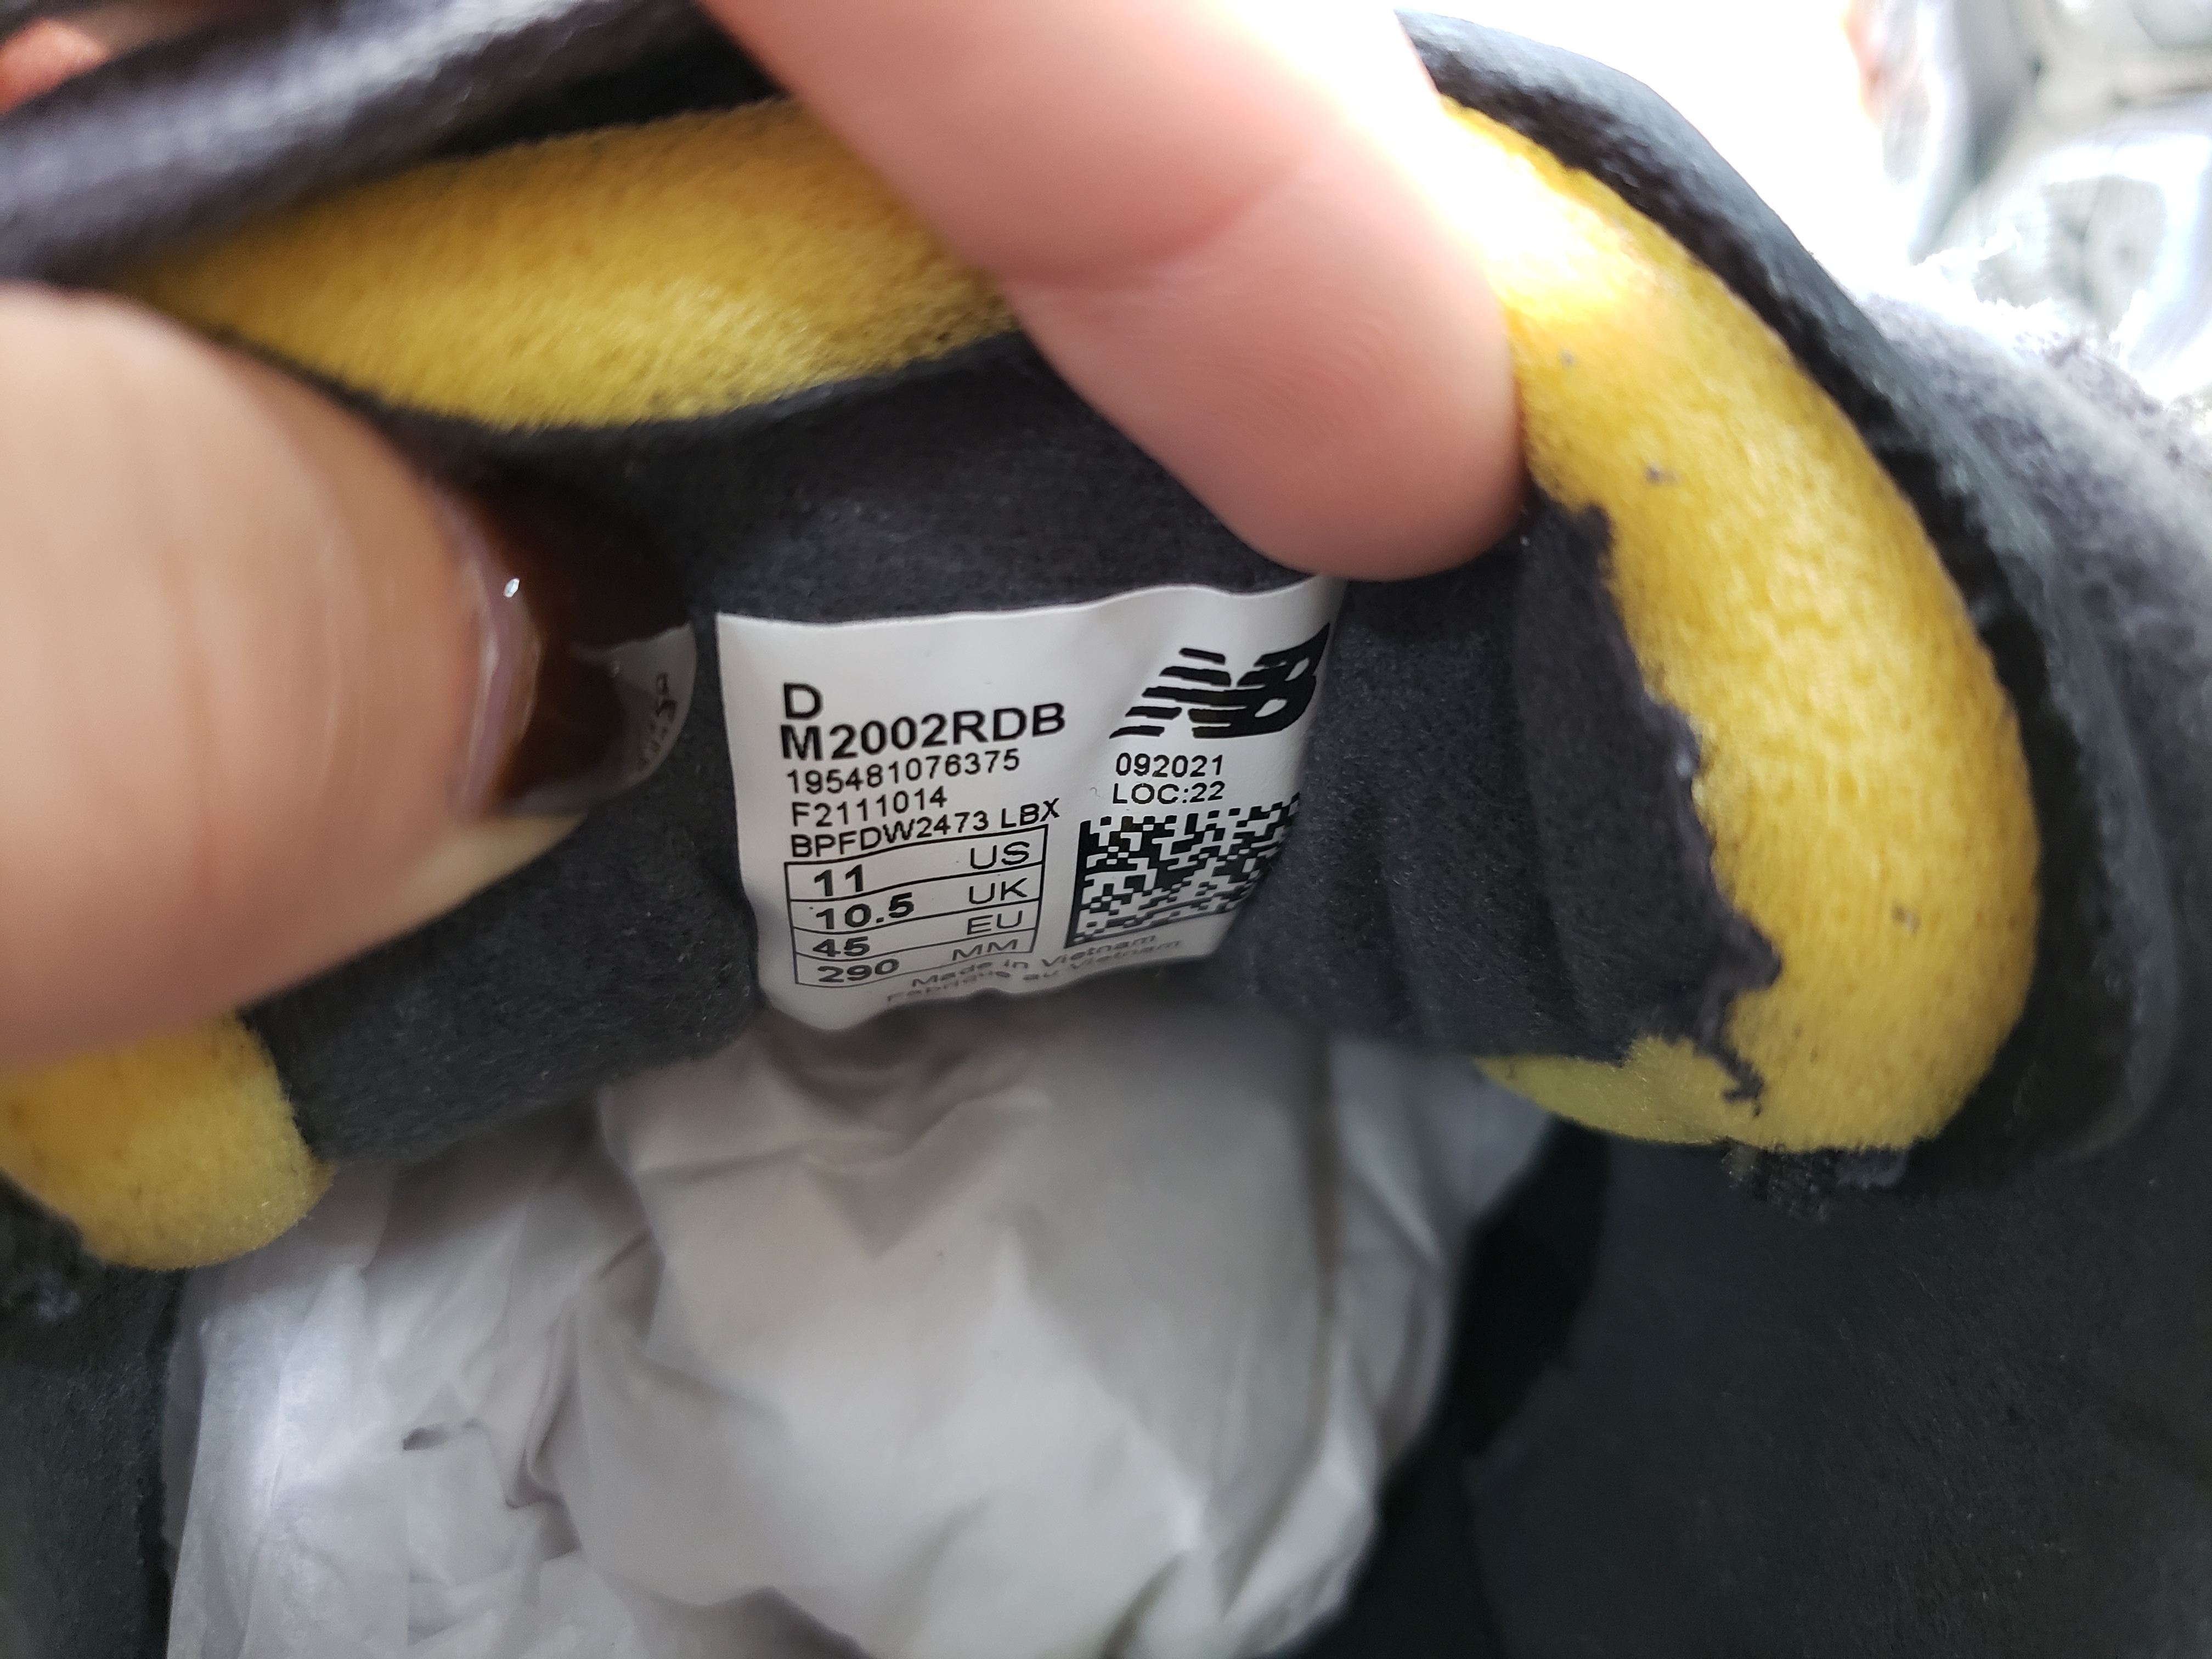 D
M2002RDB
195481076375
F2111014
BPFDW2473 LBX
NB
092021
LOC:22
11 US
10.5 UK
45 EU
290 MM
Made in Vietnam
Fabriqué au Vietnam